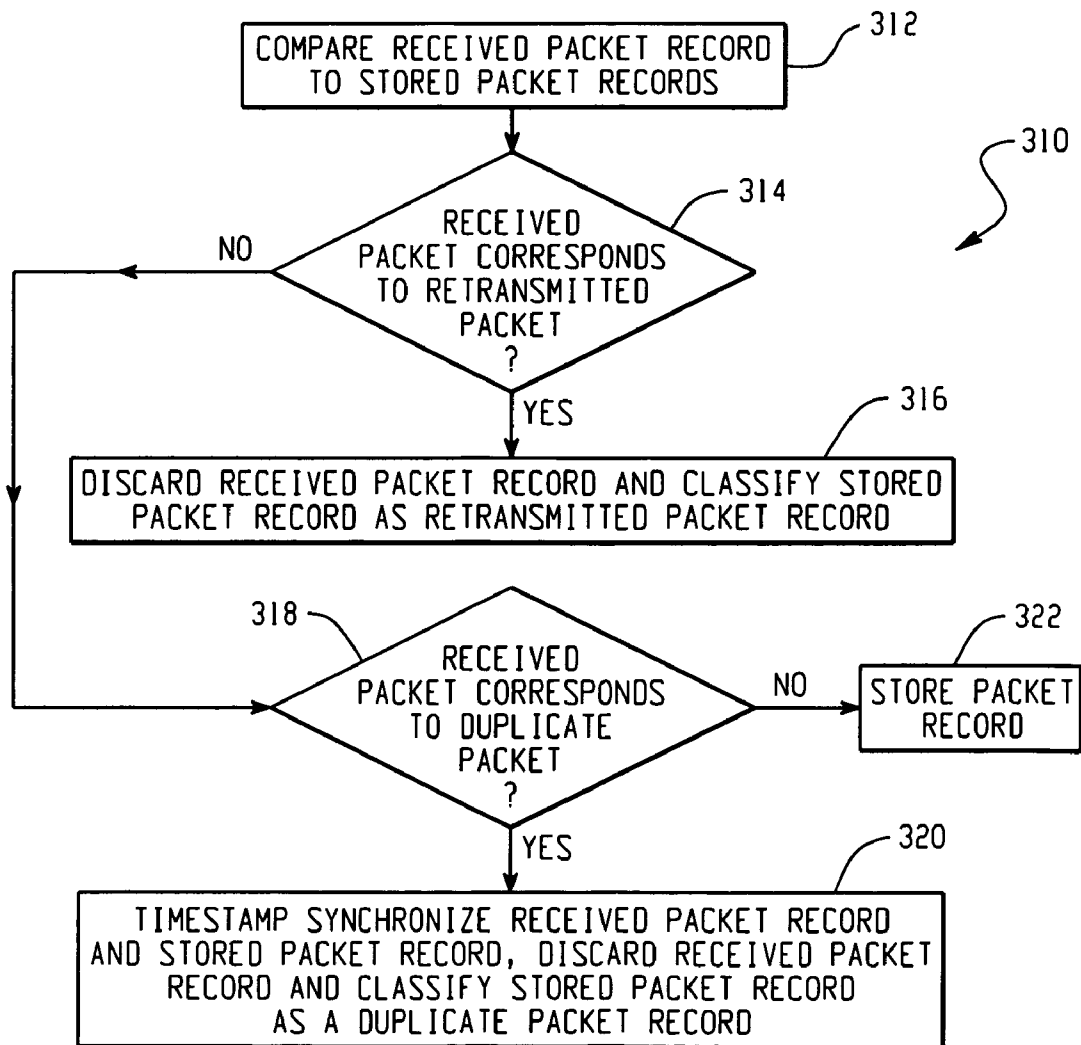 312
COMPARE RECEIVED PACKET RECORD
TO STORED PACKET RECORDS
310
314
RECEIVED
PACKET CORRESPONDS
TO RETRANSMITTED
PACKET
?
NO
YES
316
DISCARD RECEIVED PACKET RECORD AND CLASSIFY STORED
PACKET RECORD AS RETRANSMITTED PACKET RECORD
318
RECEIVED
PACKET CORRESPONDS
TO DUPLICATE
PACKET
?
NO
322
STORE PACKET
RECORD
YES
320
TIMESTAMP SYNCHRONIZE RECEIVED PACKET RECORD
AND STORED PACKET RECORD, DISCARD RECEIVED PACKET
RECORD AND CLASSIFY STORED PACKET RECORD
AS A DUPLICATE PACKET RECORD